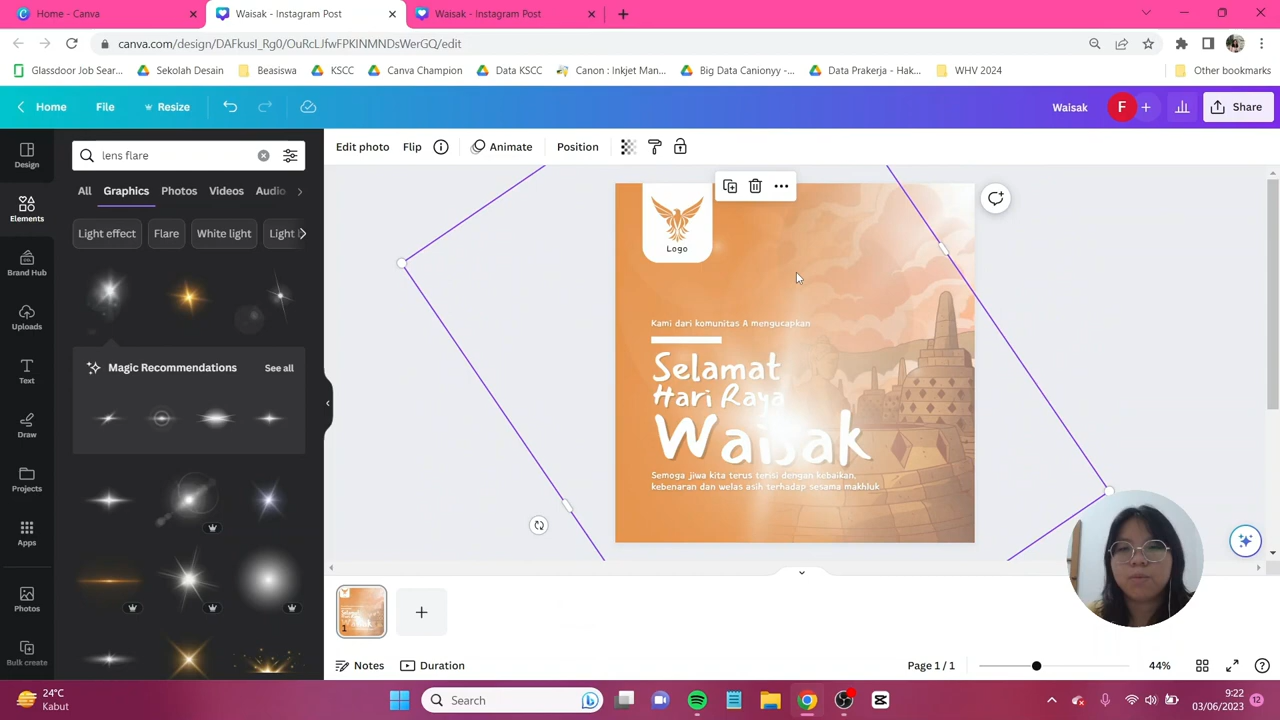 Home - Canva
Waisak - Instagram Post
Waisak - Instagram Post
canva.com/design/DAFkusI_Rg0/OuRcLJfwFPKlNMNDsWerGQ/edit
Glassdoor Job Sear...
Sekolah Desain
Beasiswa
KSCC
Canva Champion
Data KSCC
Canon : Inkjet Man...
Big Data Canionyy -...
Data Prakerja - Hak...
WHV 2024
Other bookmarks
Home
File
Resize
Waisak
F
Share
Design
Elements
Brand Hub
Uploads
Text
Draw
Projects
Apps
Photos
Bulk create
lens flare
All
Graphics
Photos
Videos
Audio
Light effect
Flare
White light
Magic Recommendations
See all
Edit photo
Flip
Animate
Position
Logo
Kami dari komunitas A mengucapkan
Selamat
Hari Raya
Waisak
Semoga jiwa kita terus terisi dengan kebaikan,
kebenaran dan welas asih terhadap sesama makhluk
1
Notes
Duration
Page 1 / 1
44%
24°C
Kabut
Search
9:22
03/06/2023
12